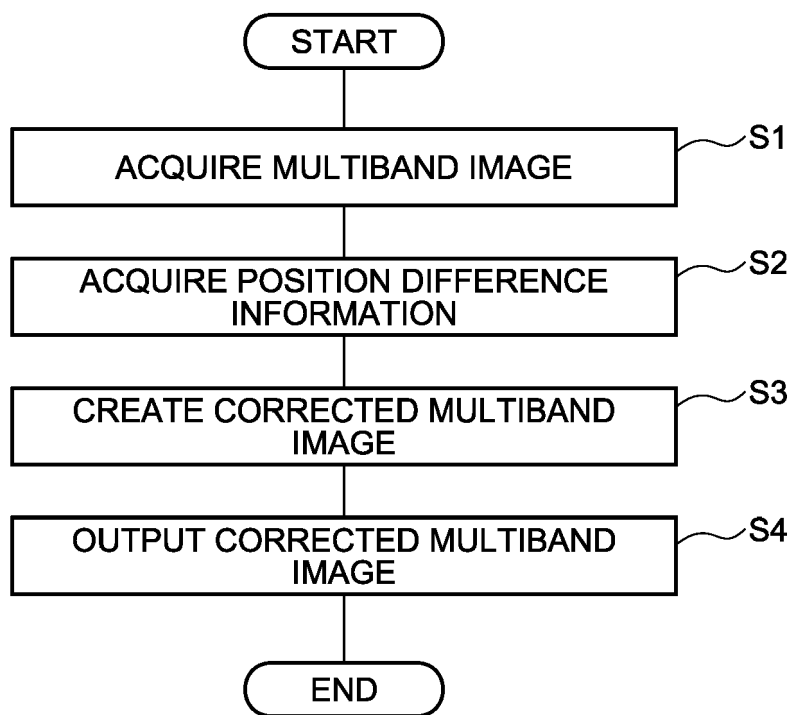 START
S1
ACQUIRE MULTIBAND IMAGE
S2
ACQUIRE POSITION DIFFERENCE
INFORMATION
S3
CREATE CORRECTED MULTIBAND
IMAGE
S4
OUTPUT CORRECTED MULTIBAND
IMAGE
END